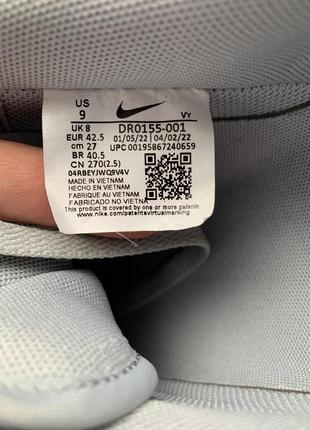 US
9 VY
UK 8 DR0155-001
EUR 42.5 01/05/22 04/02/22
cm 27 UPC 00195867240659
BR 40.5
CN 270(2.5)
04RBEYJWQ9V4V
MADE IN VIETNAM
HECHO EN VIETNAM
FABRIQUE AU VIETNAM
FABRICADO NO VIETNA
This product is covered by one or more patents. See
www.nike.com/patentsvirtualmarking